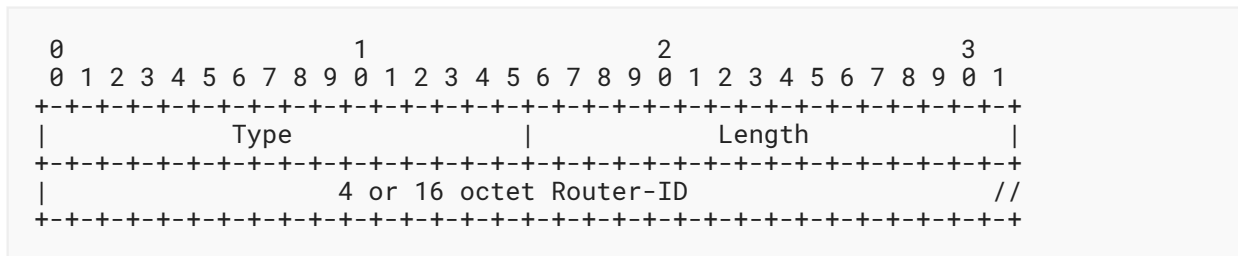 0                   1                   2                   3
 0 1 2 3 4 5 6 7 8 9 0 1 2 3 4 5 6 7 8 9 0 1 2 3 4 5 6 7 8 9 0 1
+-+-+-+-+-+-+-+-+-+-+-+-+-+-+-+-+-+-+-+-+-+-+-+-+-+-+-+-+-+-+-+-+
|            Type               |            Length             |
+-+-+-+-+-+-+-+-+-+-+-+-+-+-+-+-+-+-+-+-+-+-+-+-+-+-+-+-+-+-+-+-+
|                   4 or 16 octet Router-ID                    //
+-+-+-+-+-+-+-+-+-+-+-+-+-+-+-+-+-+-+-+-+-+-+-+-+-+-+-+-+-+-+-+-+